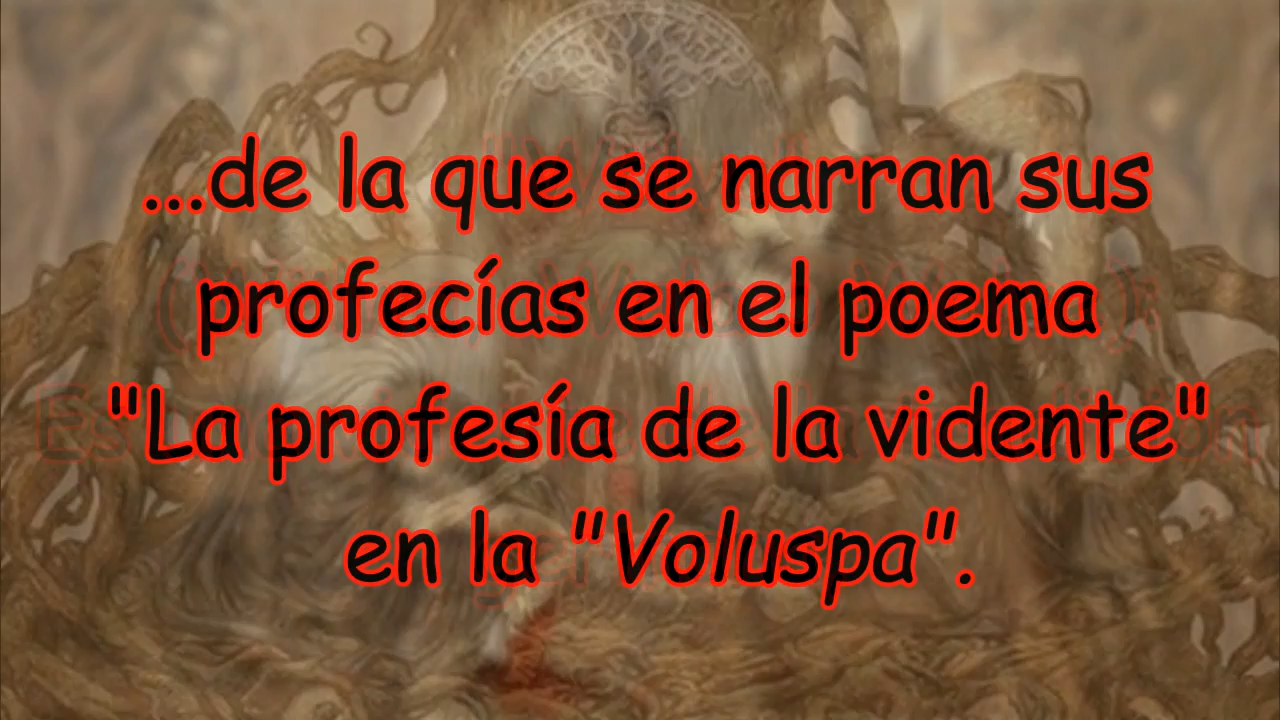 ...de la que se narran sus
profecías en el poema
"La profesía de la vidente"
en la "Voluspa".